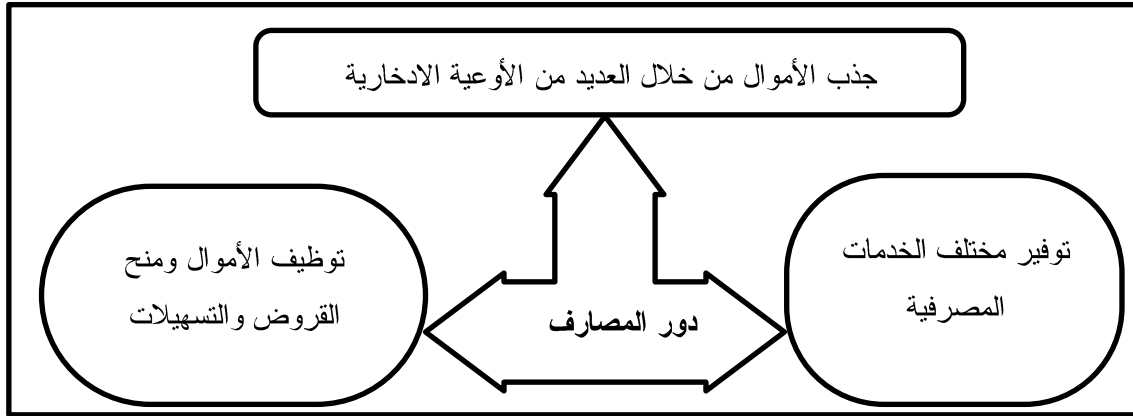 جذب الأموال من خلال العديد من الأوعية الادخارية
توفير مختلف الخدمات
المصرفية
دور المصارف
توظيف الأموال ومنح
القروض والتسهيلات